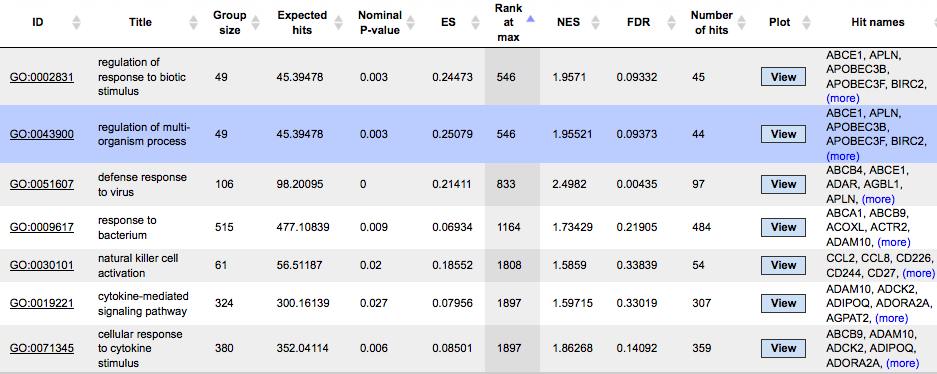 ID Title Group size Expected hits Nominal P-value ES Rank at max NES FDR Number of hits Plot Hit names
GO:0002831 regulation of response to biotic stimulus 49 45.39478 0.003 0.24473 546 1.9571 0.09332 45 View ABCE1, APLN, APOBEC3B, APOBEC3F, BIRC2, (more)
GO:0043900 regulation of multi-organism process 49 45.39478 0.003 0.25079 546 1.95521 0.09373 44 View ABCE1, APLN, APOBEC3B, APOBEC3F, BIRC2, (more)
GO:0051607 defense response to virus 106 98.20095 0 0.21411 833 2.4982 0.00435 97 View ABCB4, ABCE1, ADAR, AGBL1, APLN, (more)
GO:0009617 response to bacterium 515 477.10839 0.009 0.06934 1164 1.73429 0.21905 484 View ABCA1, ABCB9, ACOXL, ACTR2, ADAM10, (more)
GO:0030101 natural killer cell activation 61 56.51187 0.02 0.18552 1808 1.5859 0.33839 54 View CCL2, CCL8, CD226, CD244, CD27, (more)
GO:0019221 cytokine-mediated signaling pathway 324 300.16139 0.027 0.07956 1897 1.59715 0.33019 307 View ADAM10, ADCK2, ADIPOQ, ADORA2A, AGPAT2, (more)
GO:0071345 cellular response to cytokine stimulus 380 352.04114 0.006 0.08501 1897 1.86268 0.14092 359 View ABCB9, ADAM10, ADCK2, ADIPOQ, ADORA2A, (more)